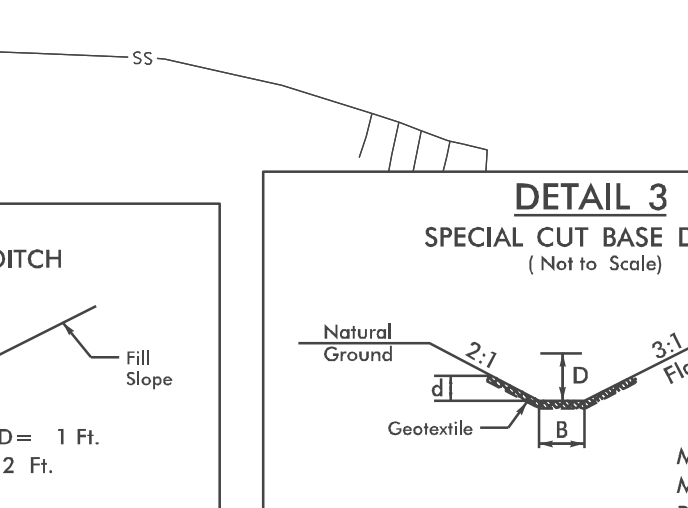 SS
DITCH
Fill
Slope
D= 1 Ft.
2 Ft.
DETAIL 3
SPECIAL CUT BASE
( Not to Scale)
Natural
Ground
2:1
3:1
D
d
Geotextile
B